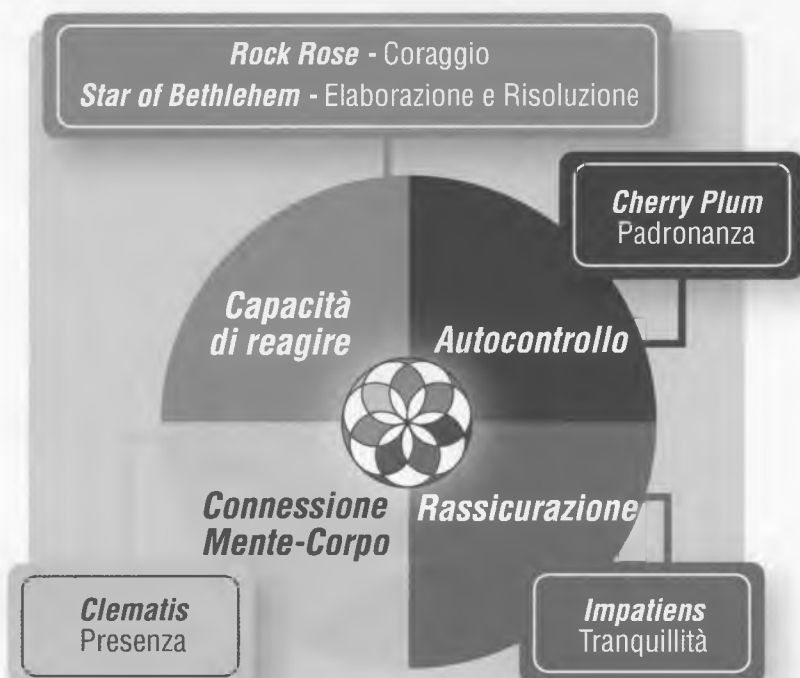 Rock Rose - Coraggio
Star of Bethlehem - Elaborazione e Risoluzione
Cherry Plum
Padronanza
Capacità
di reagire
Autocontrollo
Connessione
Mente-Corpo
Rassicurazione
Clematis
Presenza
Impatiens
Tranquillità